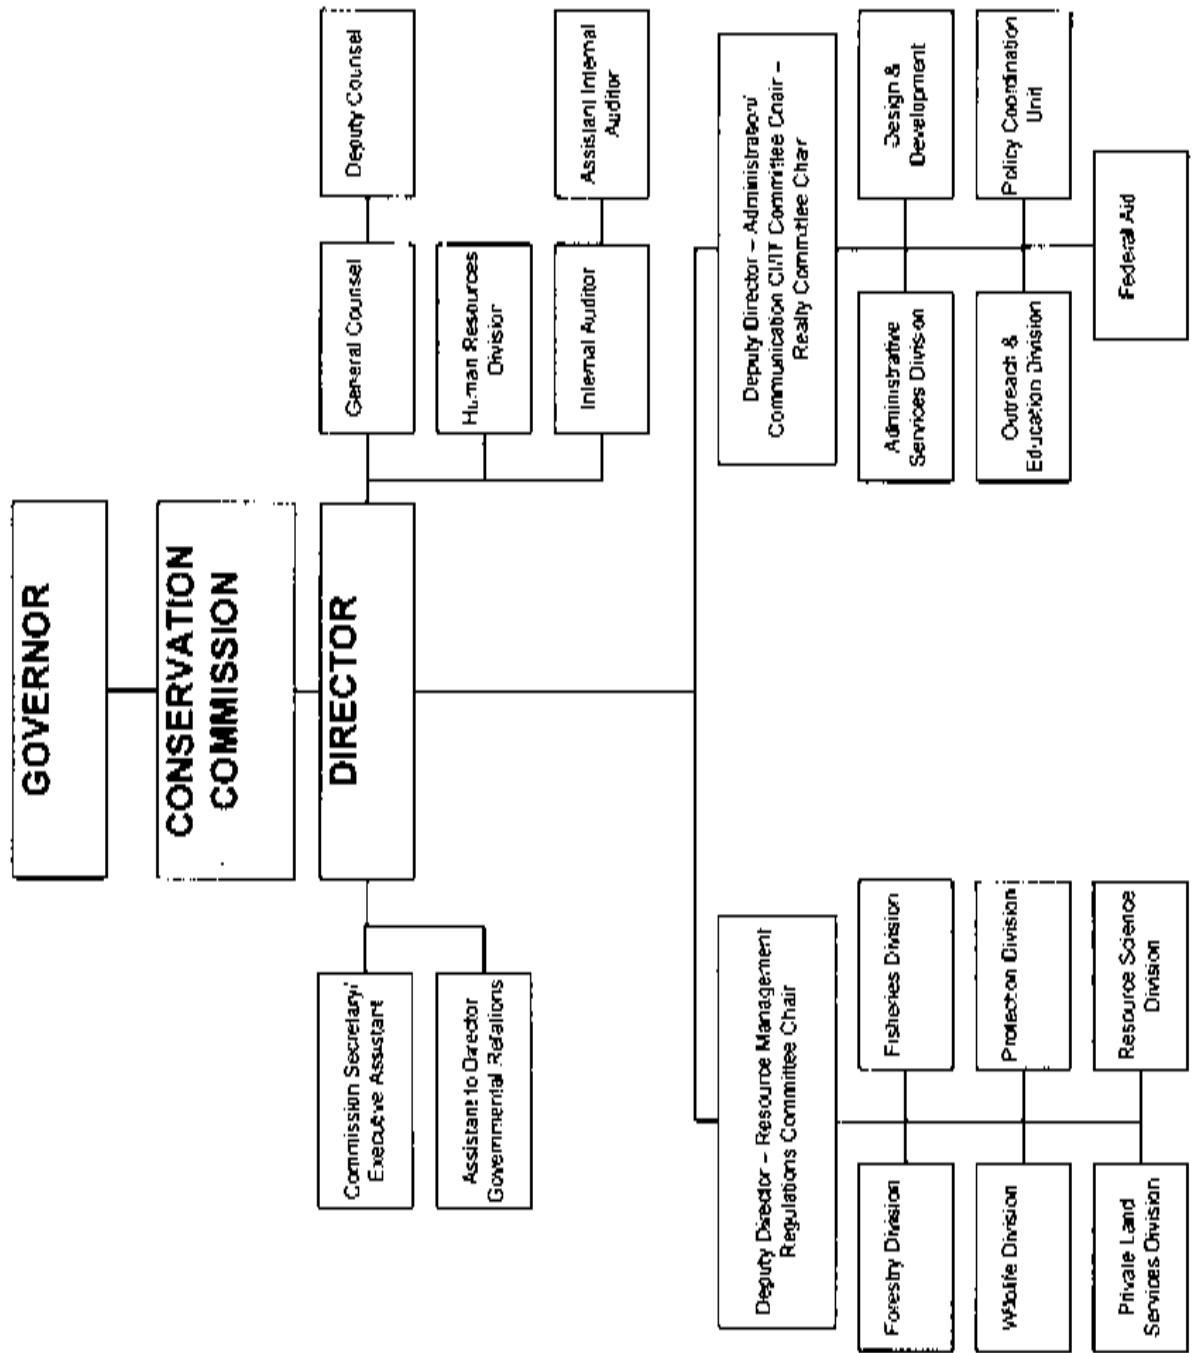 GOVERNOR
CONSERVATION
COMMISSION
DIRECTOR
Commission Secretary/
Executive Assistant
Assistant to Director
Governmental Relations
General Counsel
Deputy Counsel
Human Resources
Division
Internal Auditor
Assistant Internal
Auditor
Deputy Director – Resource Management
Regulations Committee Chair
Forestry Division
Fisheries Division
Wildlife Division
Protection Division
Private Land
Services Division
Resource Science
Division
Deputy Director – Administration/
Communication CI/IT Committee Chair –
Realty Committee Chair
Administrative
Services Division
Design &
Development
Outreach &
Education Division
Policy Coordination
Unit
Federal Aid